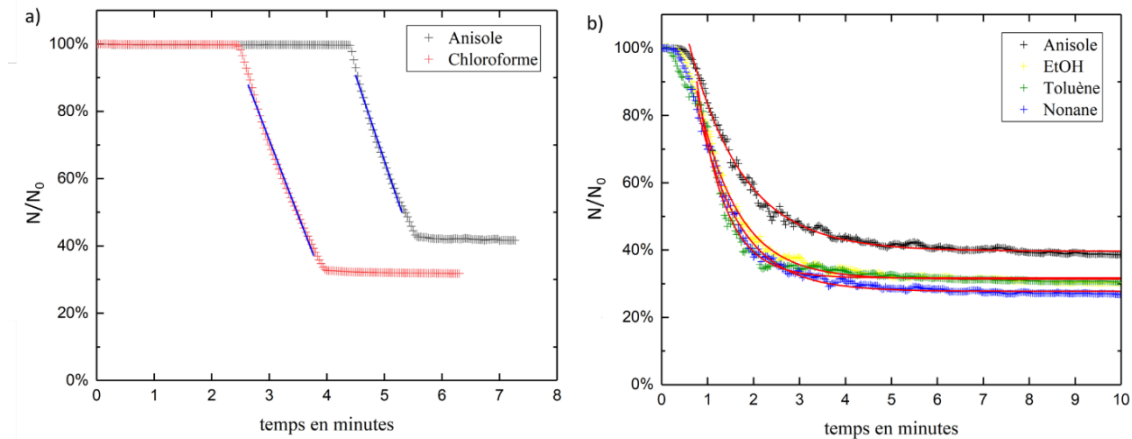 a)
100%
80%
60%
40%
20%
0%
N/N0
Anisole
Chloroforme
0 1 2 3 4 5 6 7 8
temps en minutes
b)
100%
80%
60%
40%
20%
0%
N/N0
Anisole
EtOH
Toluène
Nonane
0 1 2 3 4 5 6 7 8 9 10
temps en minutes